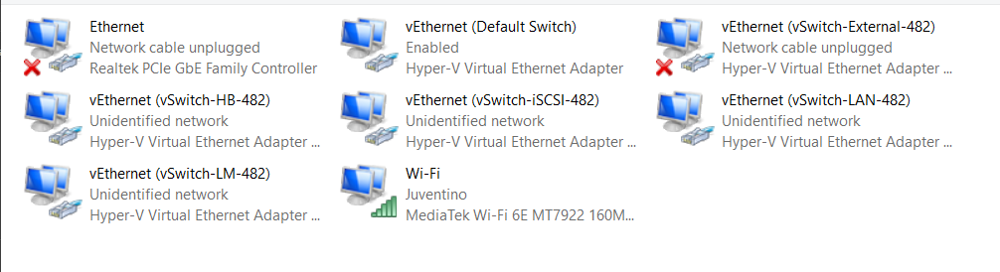 Ethernet
Network cable unplugged
Realtek PCIe GbE Family Controller
vEthernet (Default Switch)
Enabled
Hyper-V Virtual Ethernet Adapter
vEthernet (vSwitch-External-482)
Network cable unplugged
Hyper-V Virtual Ethernet Adapter ...
vEthernet (vSwitch-HB-482)
Unidentified network
Hyper-V Virtual Ethernet Adapter ...
vEthernet (vSwitch-iSCSI-482)
Unidentified network
Hyper-V Virtual Ethernet Adapter ...
vEthernet (vSwitch-LAN-482)
Unidentified network
Hyper-V Virtual Ethernet Adapter ...
vEthernet (vSwitch-LM-482)
Unidentified network
Hyper-V Virtual Ethernet Adapter ...
Wi-Fi
Juventino
MediaTek Wi-Fi 6E MT7922 160M...